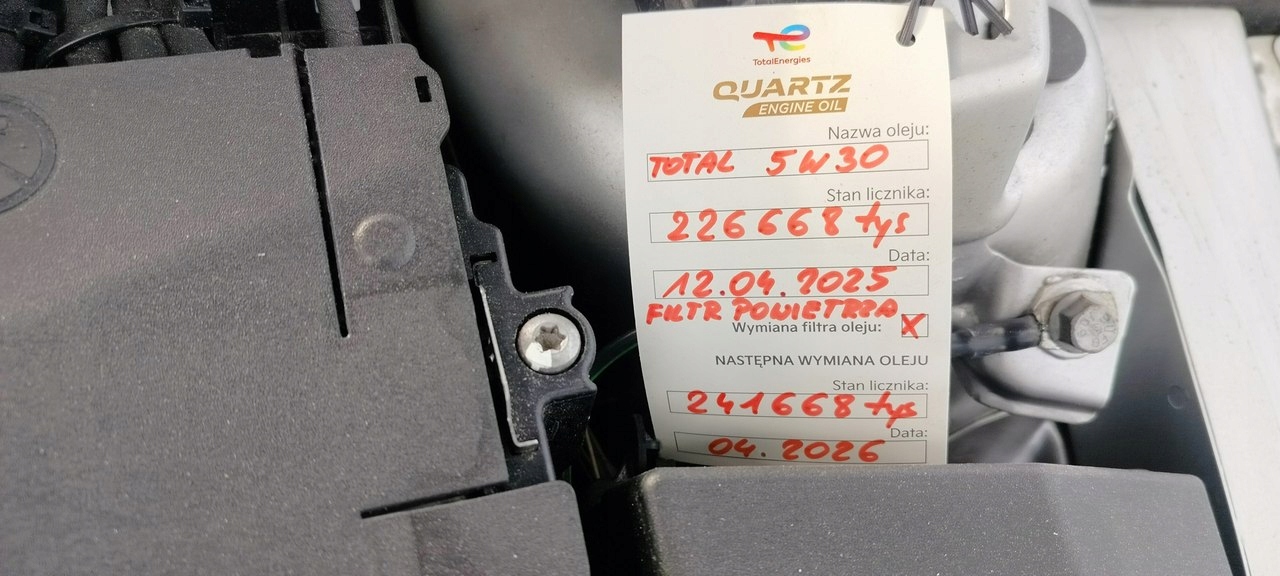 TotalEnergies
QUARTZ
ENGINE OIL
Nazwa oleju:
TOTAL 5W30
Stan licznika:
226668 tys
Data:
12.04.2025
FILTR POWIETRZA
Wymiana filtra oleju: X
NASTĘPNA WYMIANA OLEJU
Stan licznika:
241668 tys
Data:
04.2026